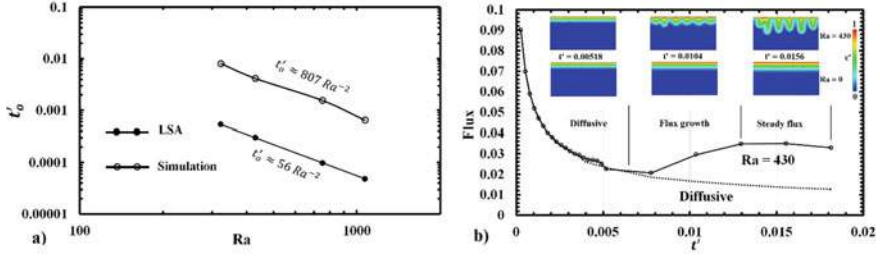 1
0.1
0.01
0.001
0.0001
0.00001
t'ₒ
t'ₒ ≈ 807 Ra⁻²
t'ₒ ≈ 56 Ra⁻²
LSA
Simulation
100
1000
Ra
a)
0.1
0.09
0.08
0.07
0.06
0.05
0.04
0.03
0.02
0.01
0
Flux
Ra = 430
t' = 0.00518 t' = 0.0104 t' = 0.0156
Ra = 0
1
c'
0
Diffusive Flux growth Steady flux
Ra = 430
Diffusive
0 0.005 0.01 0.015 0.02
t'
b)